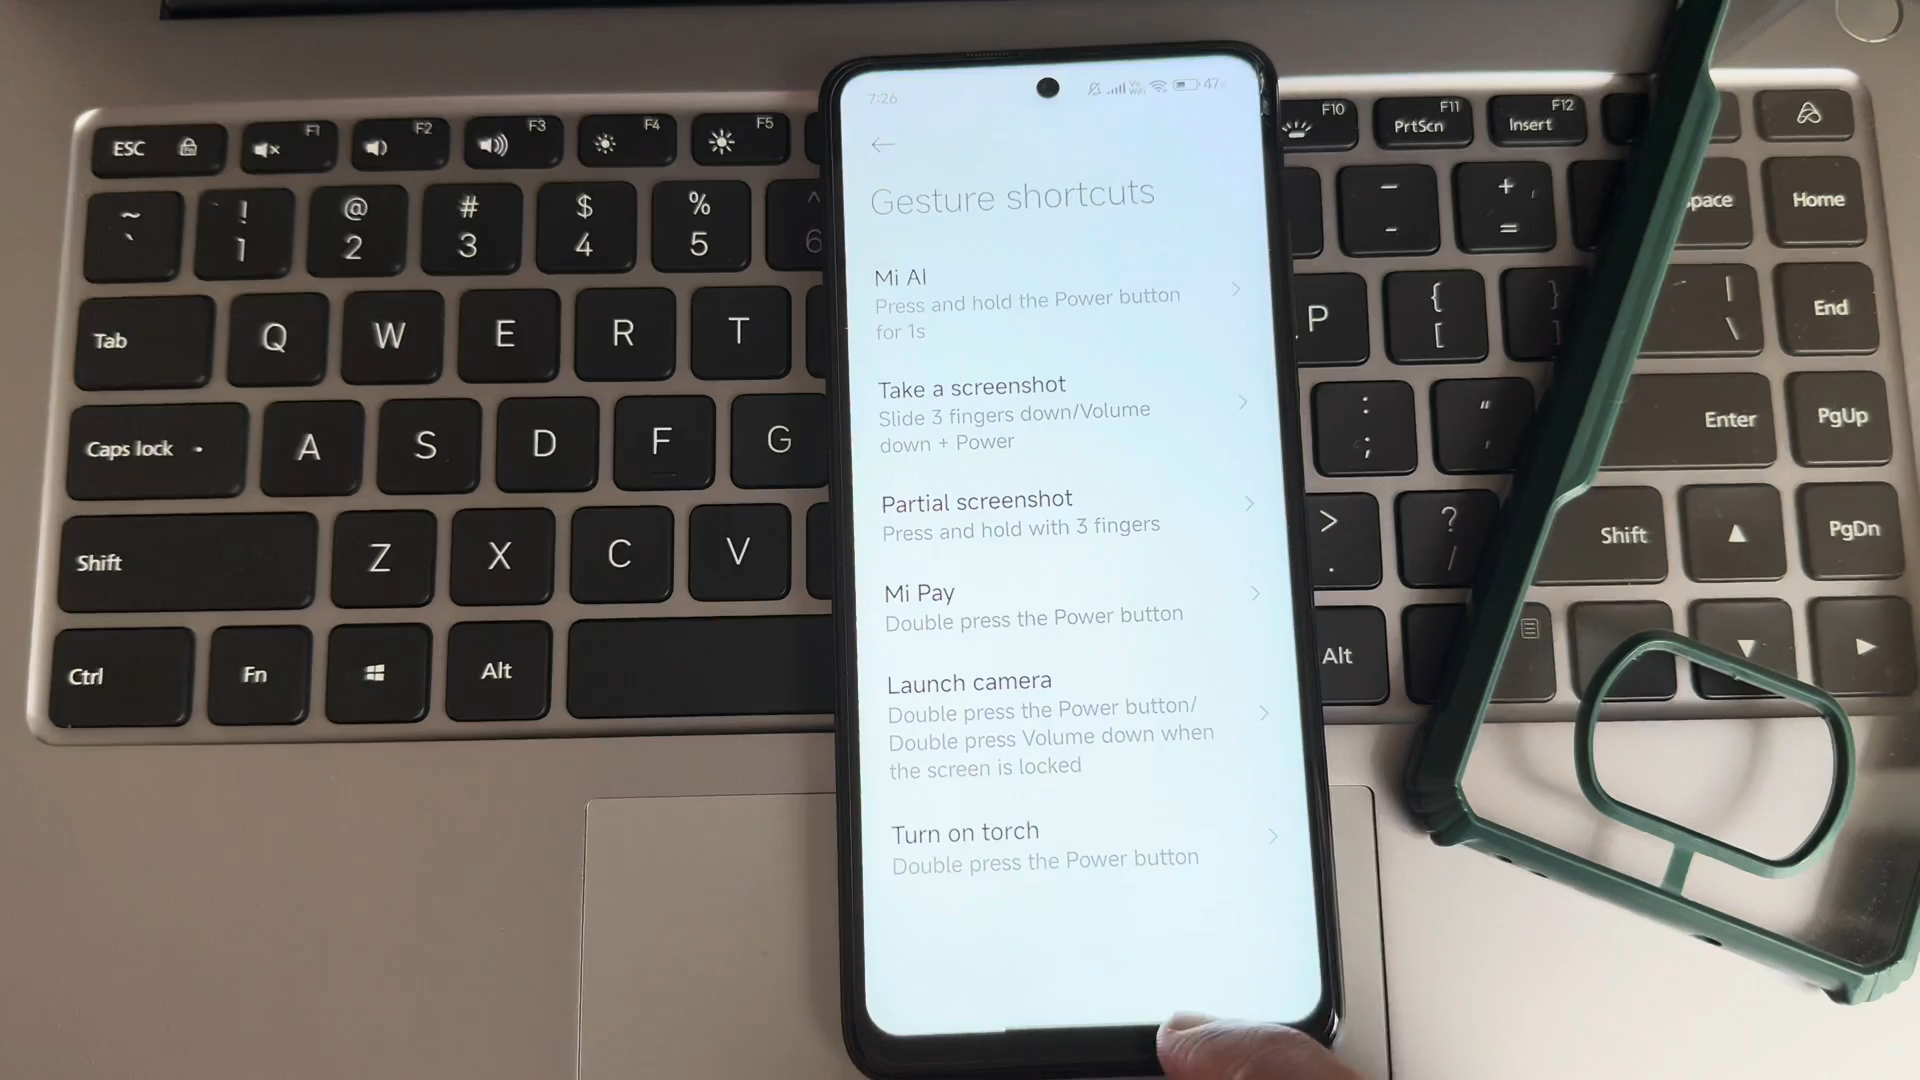 7:26
Vo
WiFi
47
Gesture shortcuts
Mi AI
Press and hold the Power button
for 1s
Take a screenshot
Slide 3 fingers down/Volume
down + Power
Partial screenshot
Press and hold with 3 fingers
Mi Pay
Double press the Power button
Launch camera
Double press the Power button/
Double press Volume down when
the screen is locked
Turn on torch
Double press the Power button
ESC F1 F2 F3 F4 F5
F10 F11 F12
PrtScn Insert
~ ! @ # $ % ^
` 1 2 3 4 5 6
- + pace Home
- =
Tab Q W E R T
P { } | End
[ ] \
Caps lock A S D F G
: " Enter PgUp
; '
Shift Z X C V
> ? Shift PgDn
. /
Ctrl Fn Alt
Alt